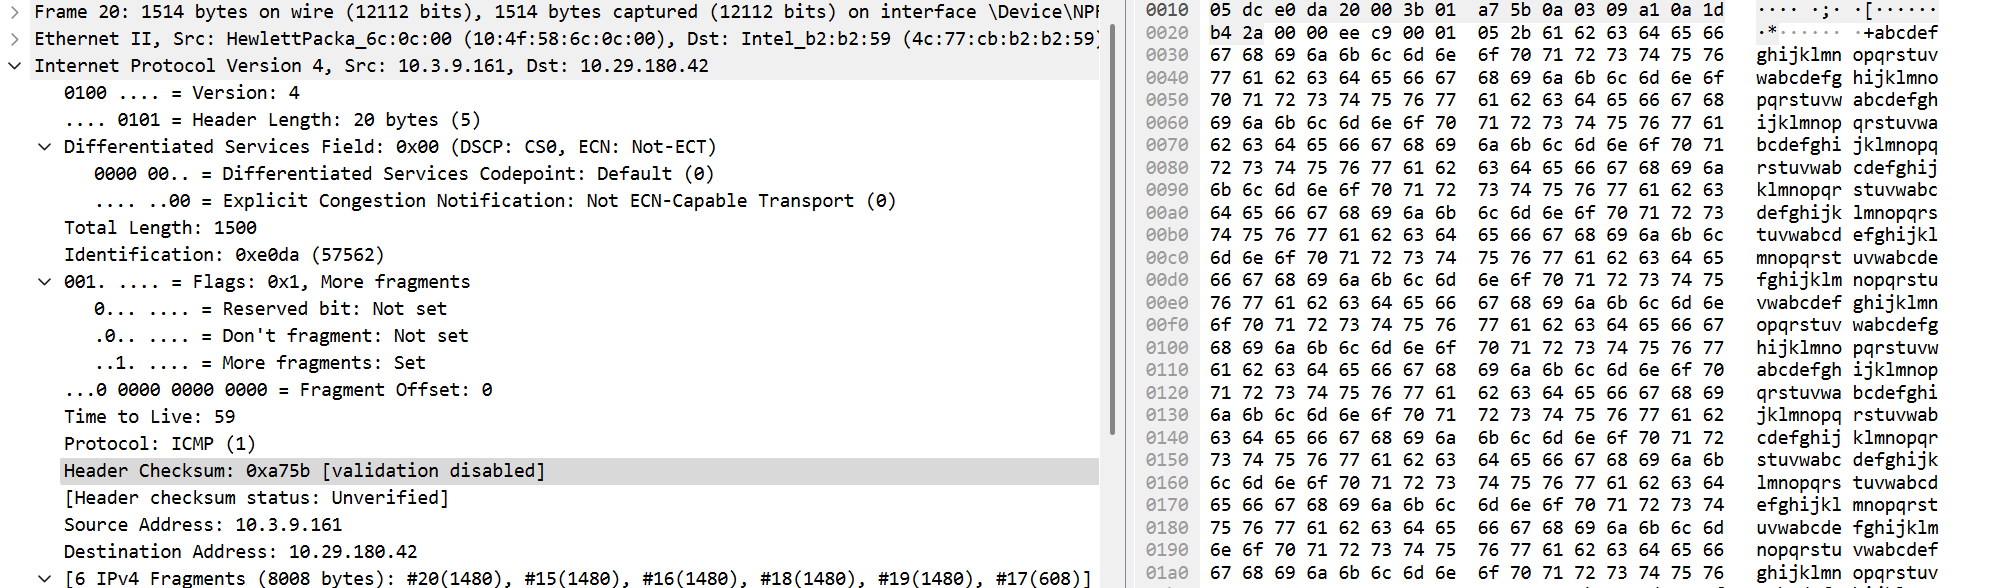 Frame 20: 1514 bytes on wire (12112 bits), 1514 bytes captured (12112 bits) on interface \Device\NPF
Ethernet II, Src: HewlettPacka_6c:0c:00 (10:4f:58:6c:0c:00), Dst: Intel_b2:b2:59 (4c:77:cb:b2:b2:59)
Internet Protocol Version 4, Src: 10.3.9.161, Dst: 10.29.180.42
0100 .... = Version: 4
.... 0101 = Header Length: 20 bytes (5)
Differentiated Services Field: 0x00 (DSCP: CS0, ECN: Not-ECT)
0000 00.. = Differentiated Services Codepoint: Default (0)
.... ..00 = Explicit Congestion Notification: Not ECN-Capable Transport (0)
Total Length: 1500
Identification: 0xe0da (57562)
001. .... = Flags: 0x1, More fragments
0... .... = Reserved bit: Not set
.0.. .... = Don't fragment: Not set
..1. .... = More fragments: Set
...0 0000 0000 0000 = Fragment Offset: 0
Time to Live: 59
Protocol: ICMP (1)
Header Checksum: 0xa75b [validation disabled]
[Header checksum status: Unverified]
Source Address: 10.3.9.161
Destination Address: 10.29.180.42
[6 IPv4 Fragments (8008 bytes): #20(1480), #15(1480), #16(1480), #18(1480), #19(1480), #17(608)]
0010 05 dc e0 da 20 00 3b 01 a7 5b 0a 03 09 a1 0a 1d ···· ·;· ·[······
0020 b4 2a 00 00 ee c9 00 01 05 2b 61 62 63 64 65 66 ·*······ ·+abcdef
0030 67 68 69 6a 6b 6c 6d 6e 6f 70 71 72 73 74 75 76 ghijklmn opqrstuv
0040 77 61 62 63 64 65 66 67 68 69 6a 6b 6c 6d 6e 6f wabcdefg hijklmno
0050 70 71 72 73 74 75 76 77 61 62 63 64 65 66 67 68 pqrstuvw abcdefgh
0060 69 6a 6b 6c 6d 6e 6f 70 71 72 73 74 75 76 77 61 ijklmnop qrstuvwa
0070 62 63 64 65 66 67 68 69 6a 6b 6c 6d 6e 6f 70 71 bcdefghi jklmnopq
0080 72 73 74 75 76 77 61 62 63 64 65 66 67 68 69 6a rstuvwab cdefghij
0090 6b 6c 6d 6e 6f 70 71 72 73 74 75 76 77 61 62 63 klmnopqr stuvwabc
00a0 64 65 66 67 68 69 6a 6b 6c 6d 6e 6f 70 71 72 73 defghijk lmnopqrs
00b0 74 75 76 77 61 62 63 64 65 66 67 68 69 6a 6b 6c tuvwabcd efghijkl
00c0 6d 6e 6f 70 71 72 73 74 75 76 77 61 62 63 64 65 mnopqrst uvwabcde
00d0 66 67 68 69 6a 6b 6c 6d 6e 6f 70 71 72 73 74 75 fghijklm nopqrstu
00e0 76 77 61 62 63 64 65 66 67 68 69 6a 6b 6c 6d 6e vwabcdef ghijklmn
00f0 6f 70 71 72 73 74 75 76 77 61 62 63 64 65 66 67 opqrstuv wabcdefg
0100 68 69 6a 6b 6c 6d 6e 6f 70 71 72 73 74 75 76 77 hijklmno pqrstuvw
0110 61 62 63 64 65 66 67 68 69 6a 6b 6c 6d 6e 6f 70 abcdefgh ijklmnop
0120 71 72 73 74 75 76 77 61 62 63 64 65 66 67 68 69 qrstuvwa bcdefghi
0130 6a 6b 6c 6d 6e 6f 70 71 72 73 74 75 76 77 61 62 jklmnopq rstuvwab
0140 63 64 65 66 67 68 69 6a 6b 6c 6d 6e 6f 70 71 72 cdefghij klmnopqr
0150 73 74 75 76 77 61 62 63 64 65 66 67 68 69 6a 6b stuvwabc defghijk
0160 6c 6d 6e 6f 70 71 72 73 74 75 76 77 61 62 63 64 lmnopqrs tuvwabcd
0170 65 66 67 68 69 6a 6b 6c 6d 6e 6f 70 71 72 73 74 efghijkl mnopqrst
0180 75 76 77 61 62 63 64 65 66 67 68 69 6a 6b 6c 6d uvwabcde fghijklm
0190 6e 6f 70 71 72 73 74 75 76 77 61 62 63 64 65 66 nopqrstu vwabcdef
01a0 67 68 69 6a 6b 6c 6d 6e 6f 70 71 72 73 74 75 76 ghijklmn opqrstuv